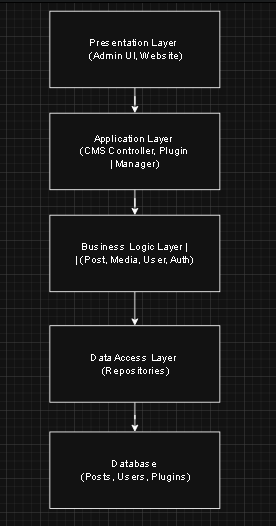 Presentation Layer
(Admin UI, Website)
Application Layer
(CMS Controller, Plugin
| Manager)
Business Logic Layer |
| (Post, Media, User, Auth)
Data Access Layer
(Repositories)
Database
(Posts, Users, Plugins)